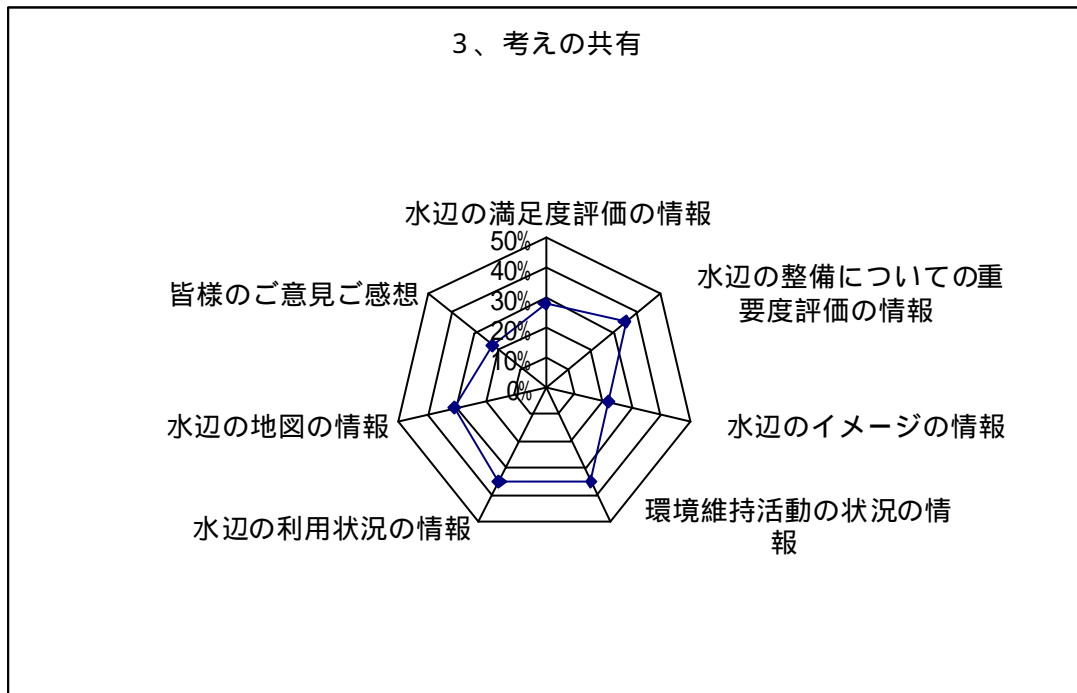 3、考えの共有
水辺の満足度評価の情報
50%
40%
30%
20%
10%
0%
水辺の整備についての重
要度評価の情報
水辺のイメージの情報
環境維持活動の状況の情
報
水辺の利用状況の情報
水辺の地図の情報
皆様のご意見ご感想